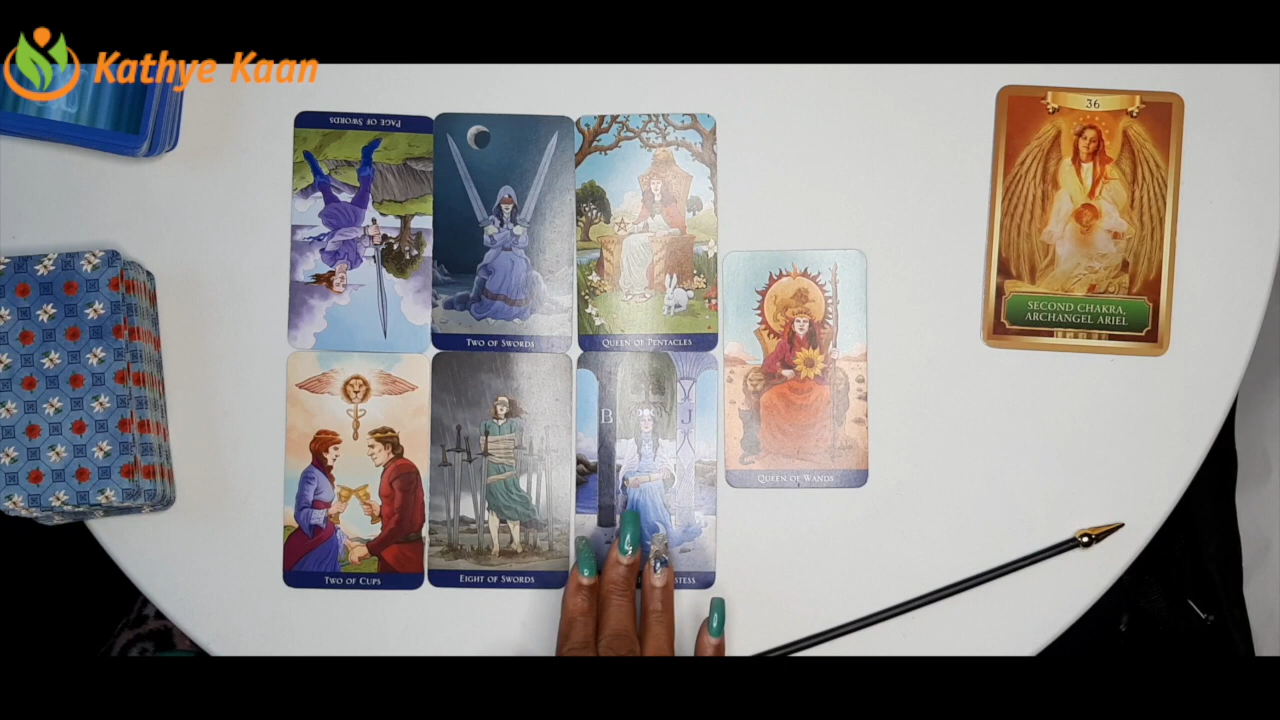 Kathye Kaan
PAGE OF SWORDS
TWO OF SWORDS
QUEEN OF PENTACLES
36
SECOND CHAKRA,
ARCHANGEL ARIEL
QUEEN OF WANDS
B
J
TWO OF CUPS
EIGHT OF SWORDS